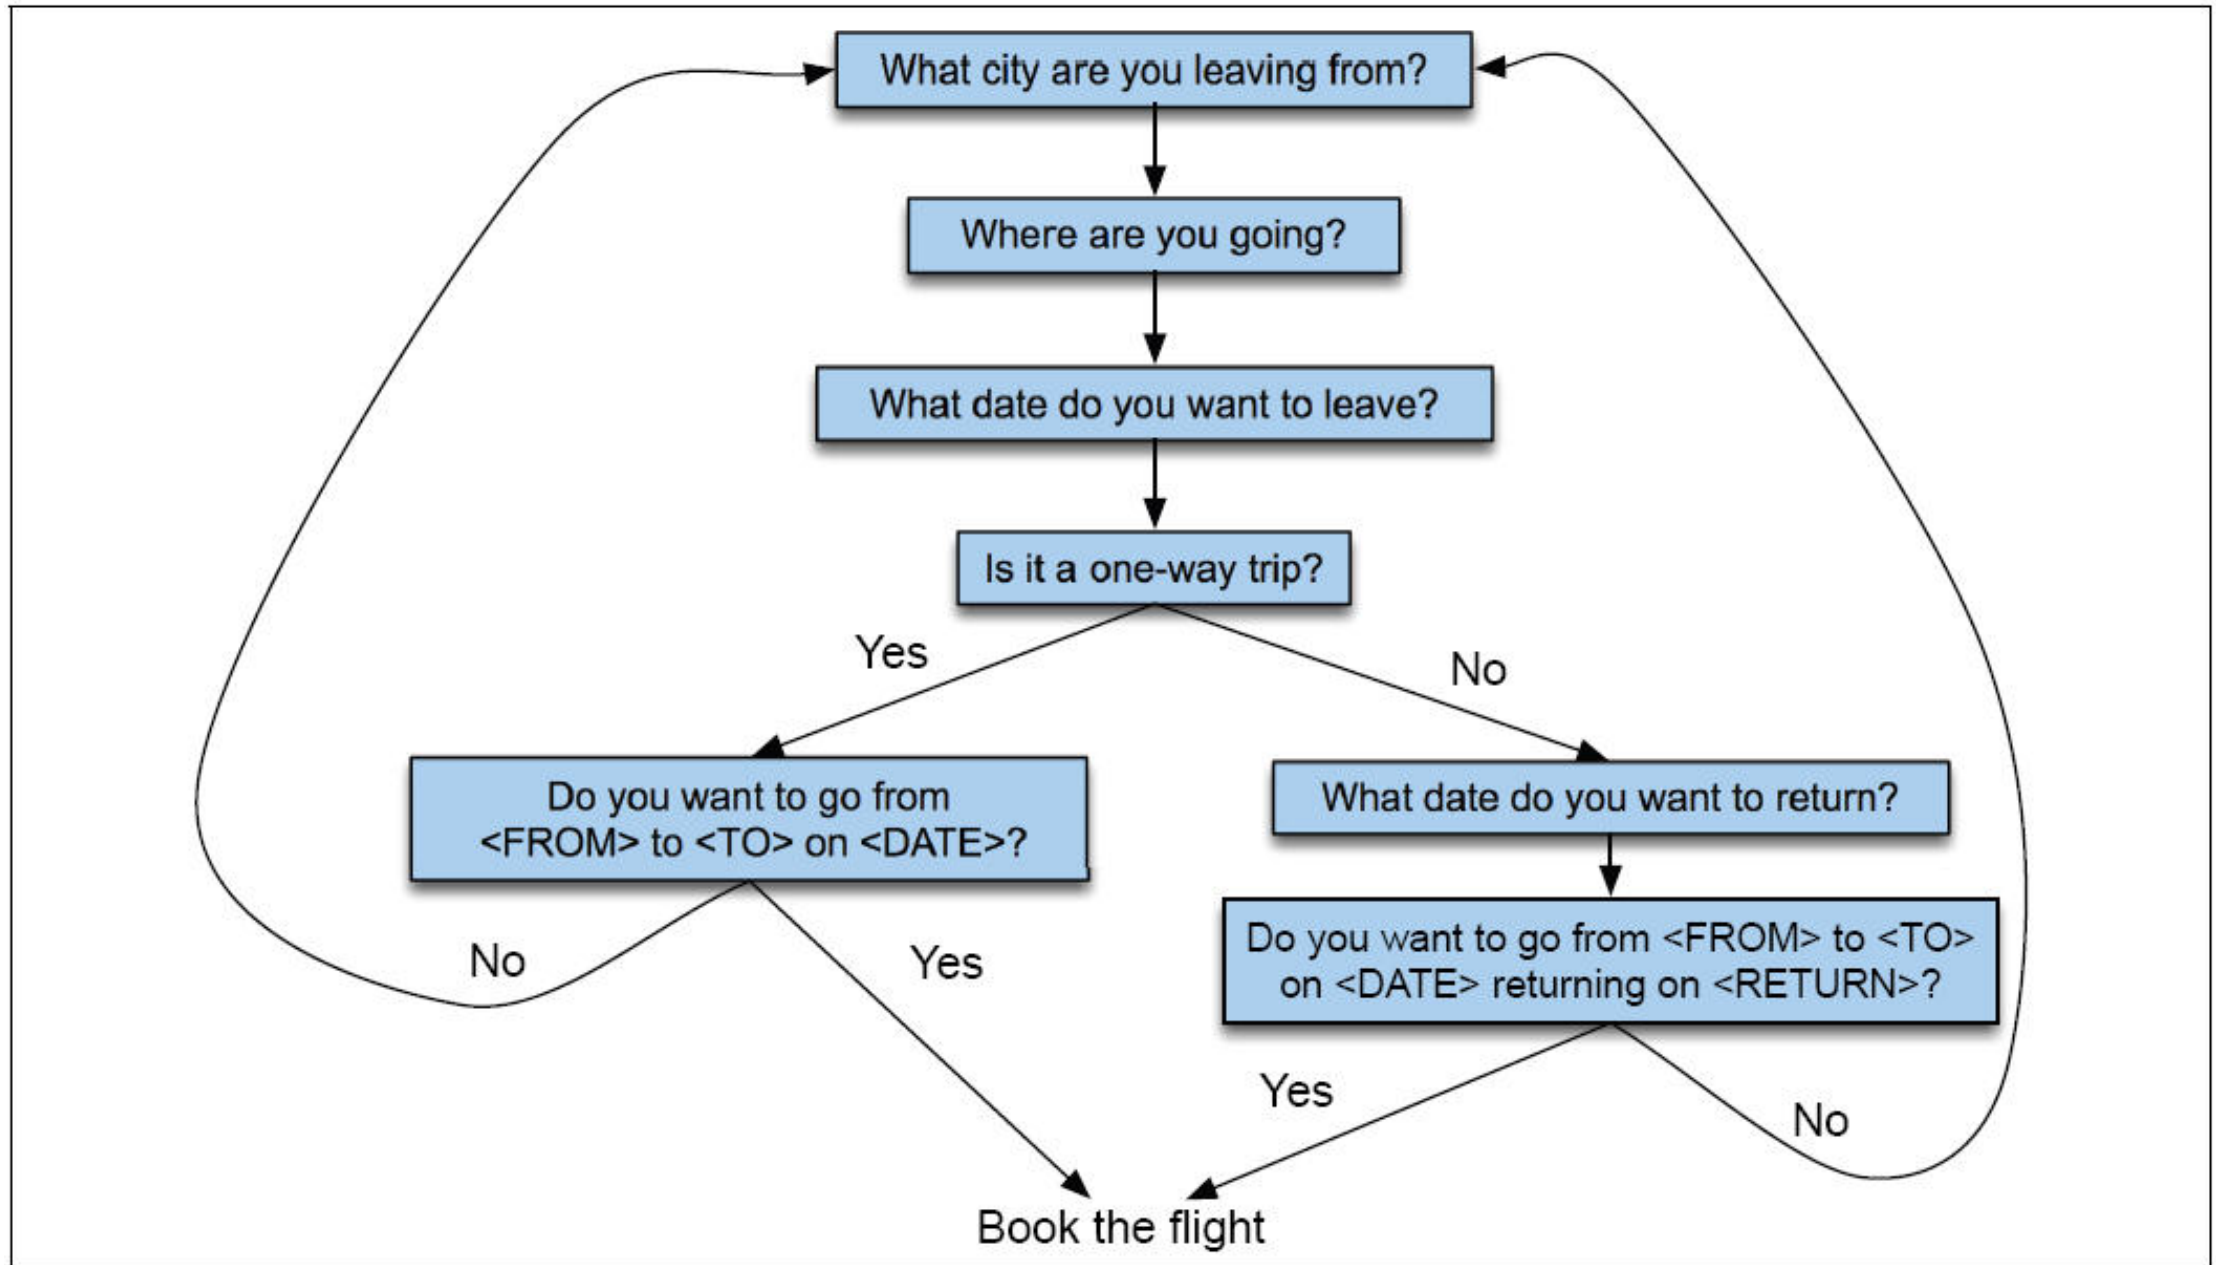 What city are you leaving from?
Where are you going?
What date do you want to leave?
Is it a one-way trip?
Yes
No
Do you want to go from
<FROM> to <TO> on <DATE>?
What date do you want to return?
Do you want to go from <FROM> to <TO>
on <DATE> returning on <RETURN>?
No
Yes
Yes
No
Book the flight